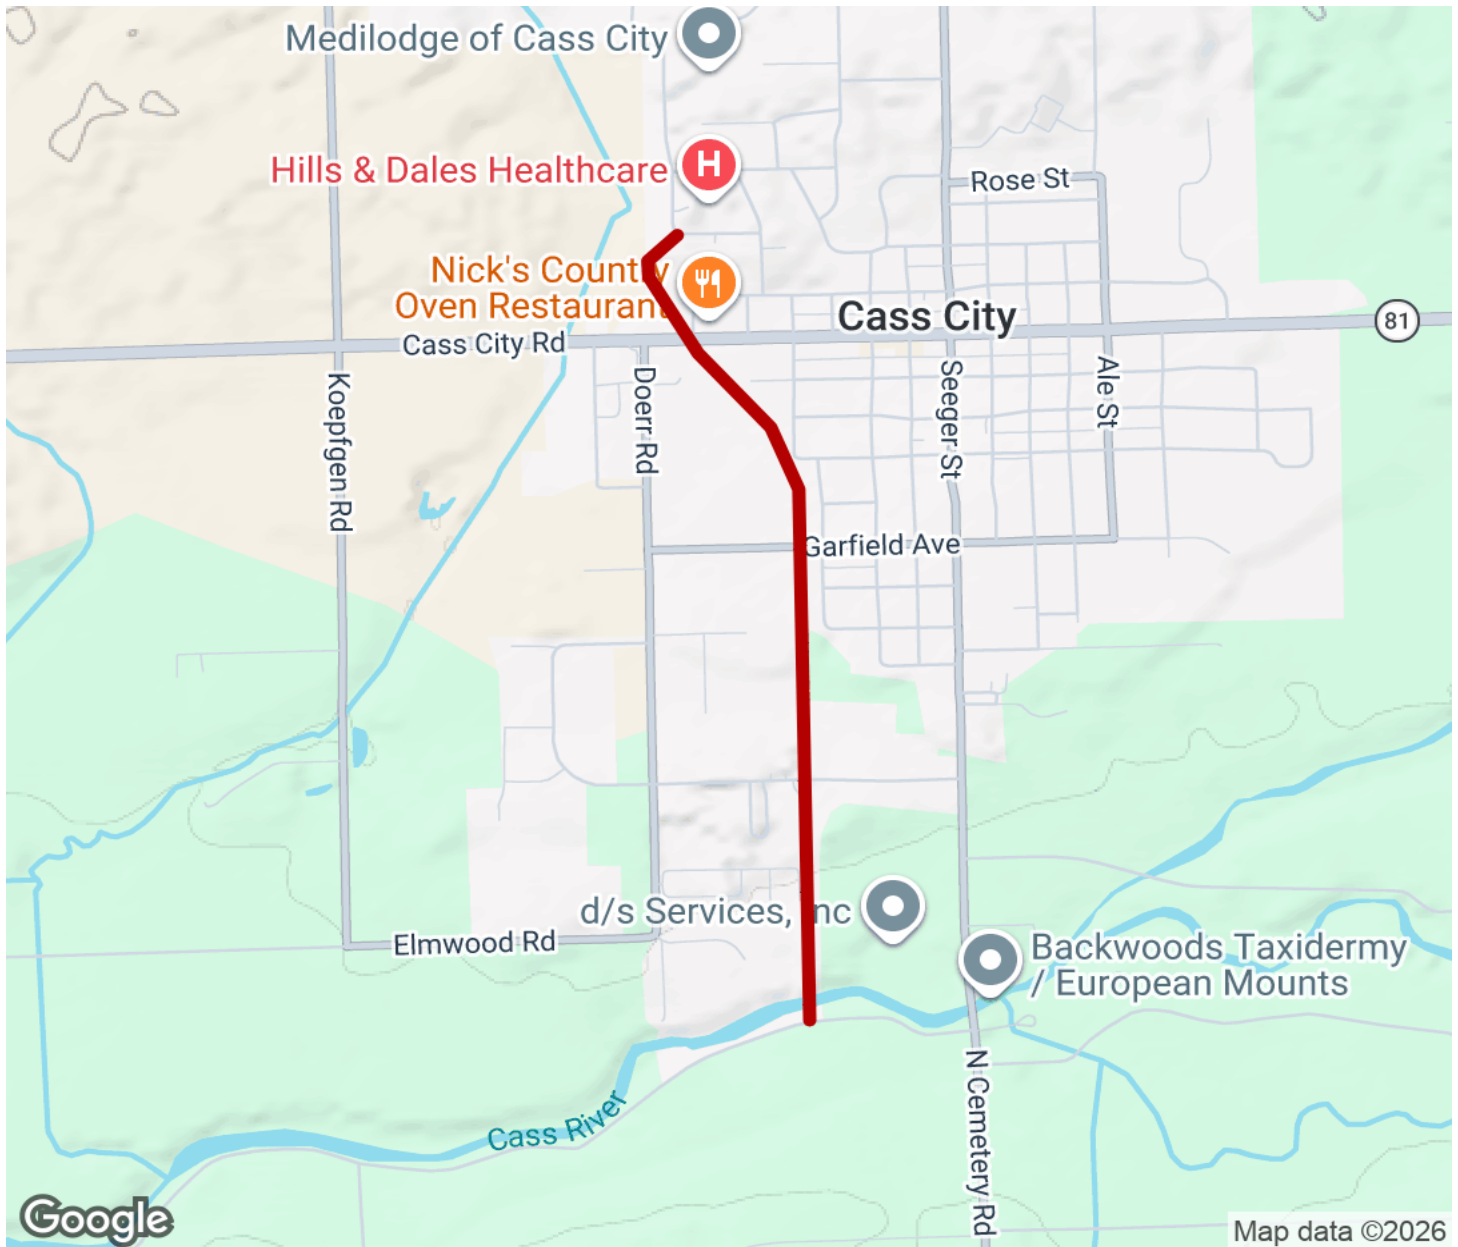 Medilodge of Cass City
Hills & Dales Healthcare
H
Rose St
Nick's Country
Oven Restaurant
Cass City
81
Cass City Rd
Koepfgen Rd
Doerr Rd
Seeger St
Ale St
Garfield Ave
d/s Services, Inc
Elmwood Rd
Backwoods Taxidermy
/ European Mounts
N Cemetery Rd
Cass River
Google
Map data ©2026